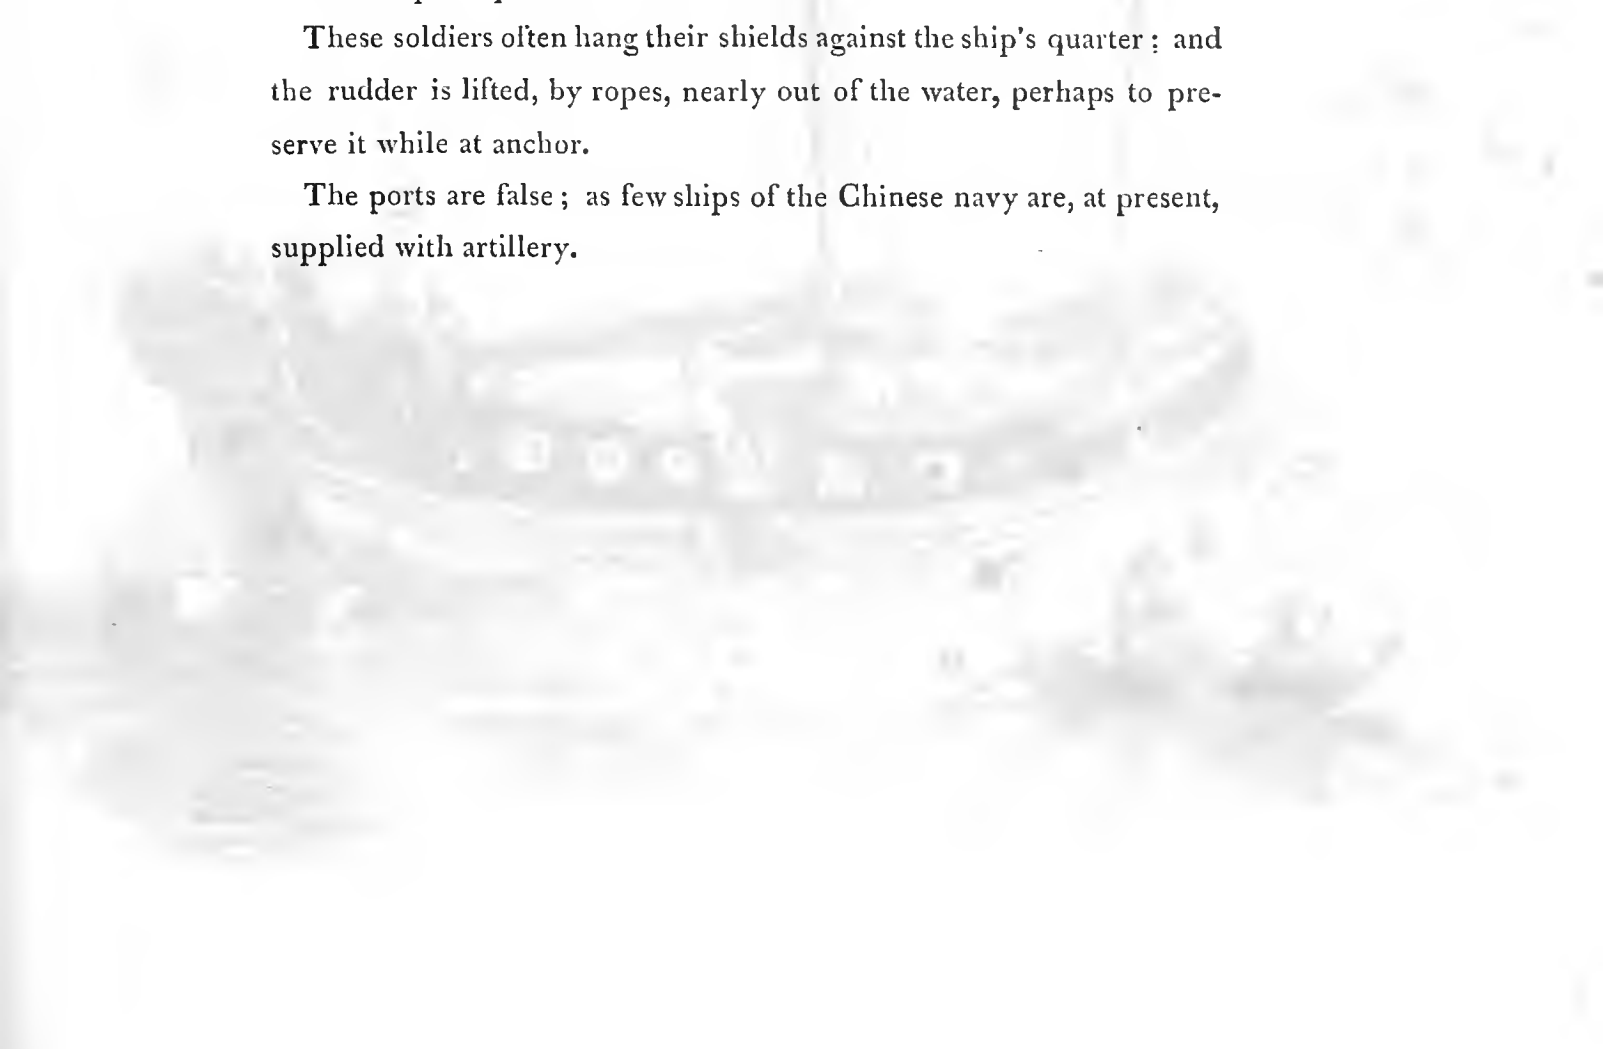 These soldiers often hang their shields against the ship's quarter : and
the rudder is lifted, by ropes, nearly out of the water, perhaps to pre-
serve it while at anchor.
The ports are false ; as few ships of the Chinese navy are, at present,
supplied with artillery.